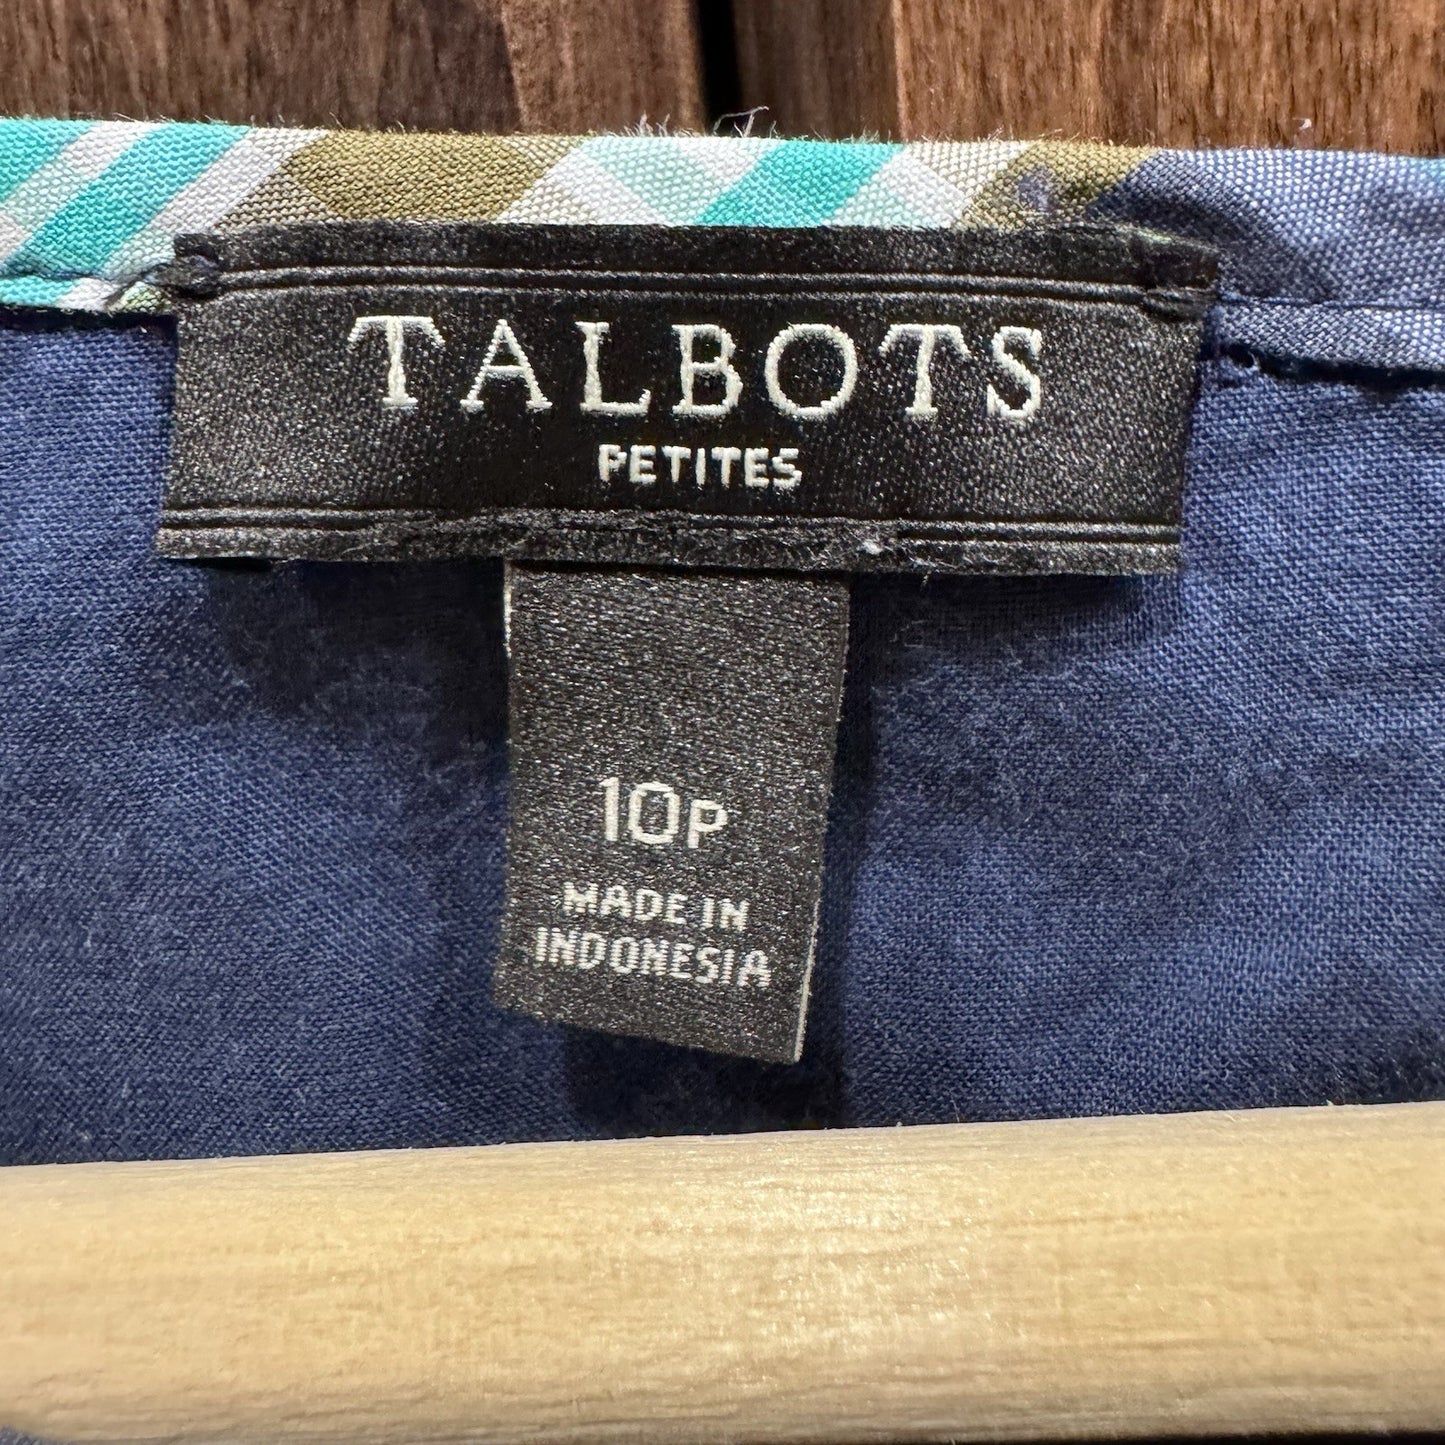 TALBOTS
PETITES
10P
MADE IN
INDONESIA